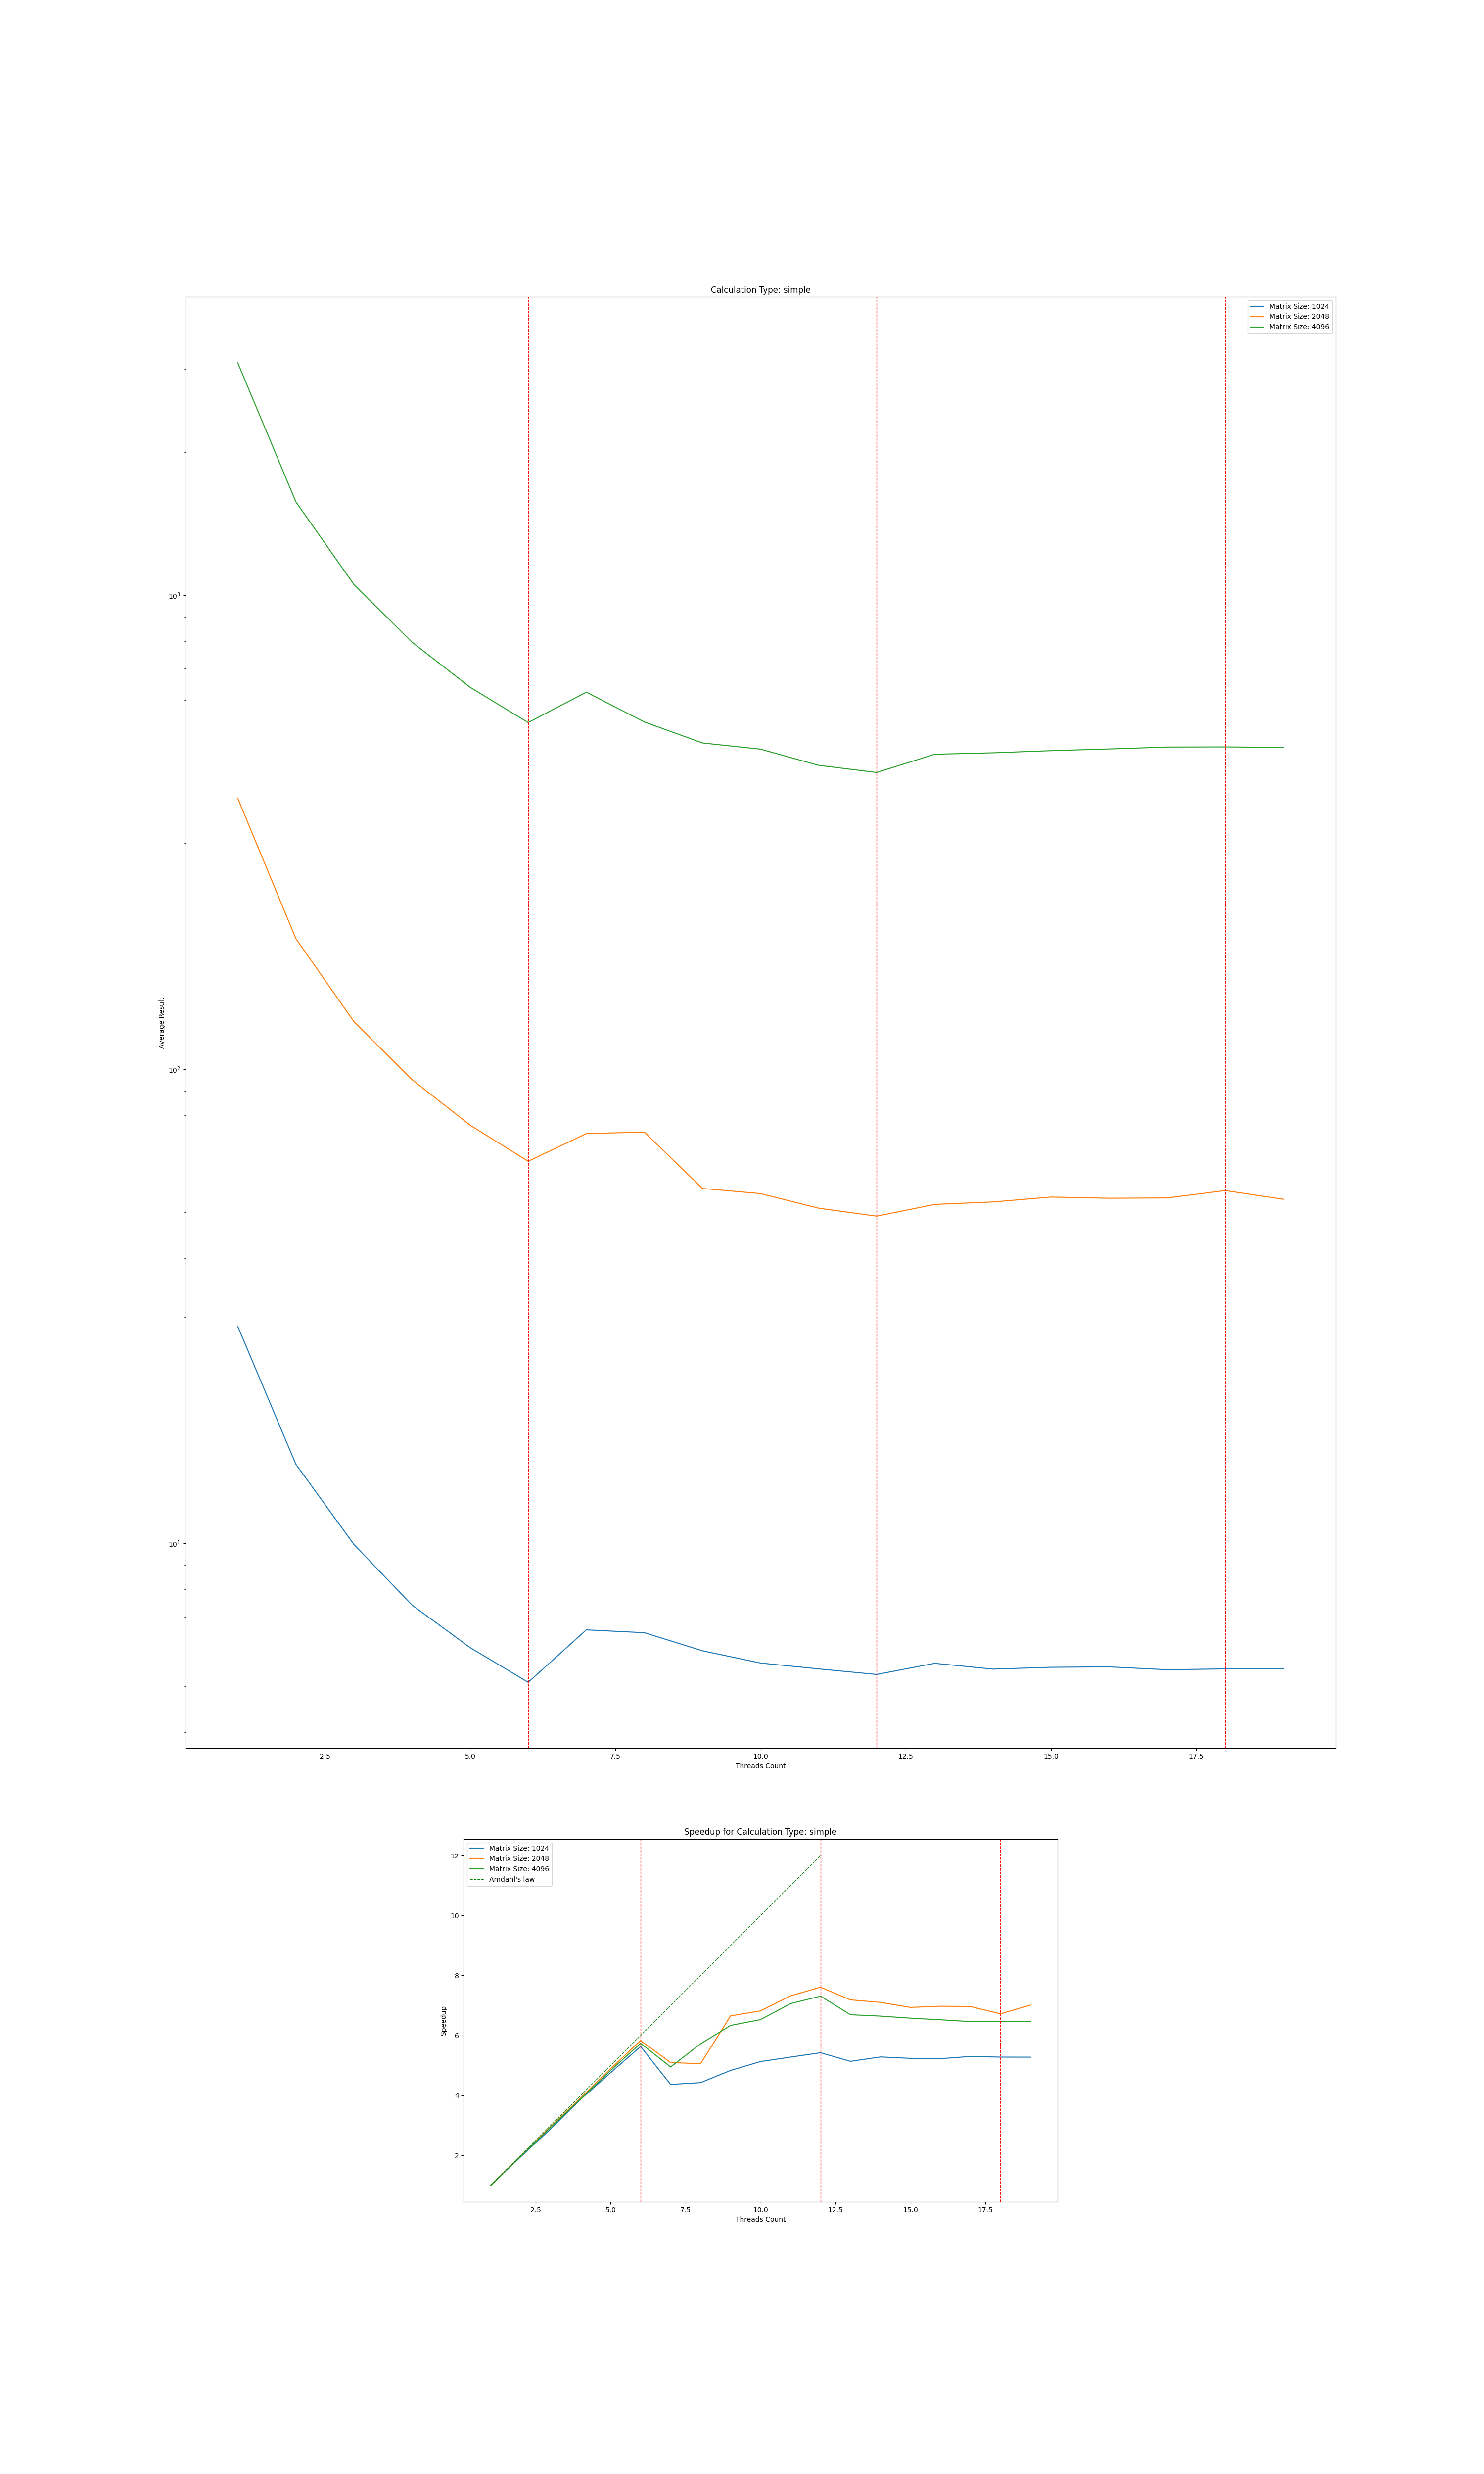 Calculation Type: simple
Matrix Size: 1024
Matrix Size: 2048
Matrix Size: 4096
10³
10²
10¹
Average Result
2.5 5.0 7.5 10.0 12.5 15.0 17.5
Threads Count
Speedup for Calculation Type: simple
Matrix Size: 1024
Matrix Size: 2048
Matrix Size: 4096
Amdahl's law
12
10
8
6
4
2
Speedup
2.5 5.0 7.5 10.0 12.5 15.0 17.5
Threads Count